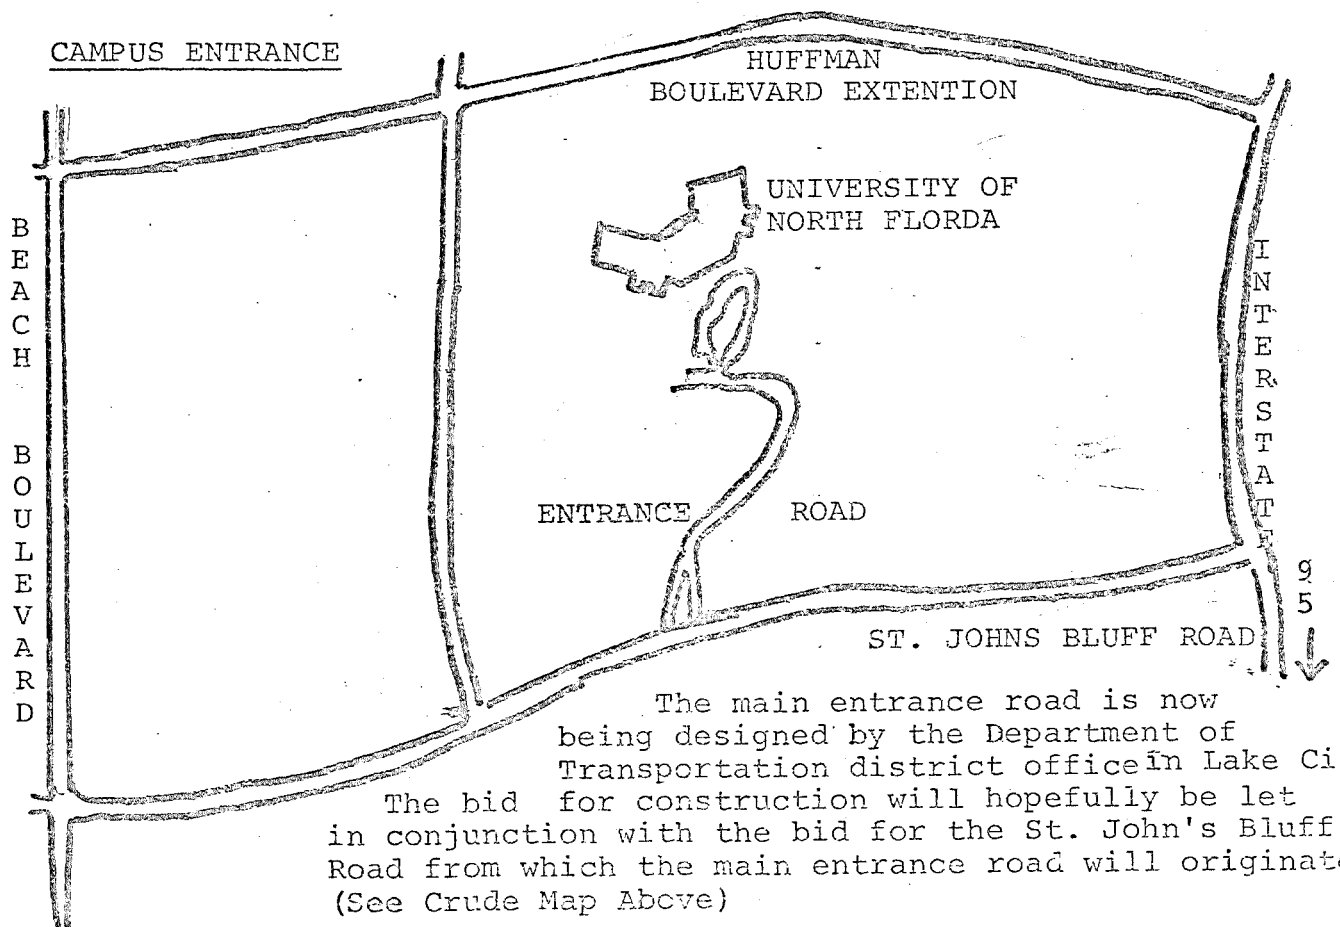 CAMPUS ENTRANCE
HUFFMAN
BOULEVARD EXTENTION
UNIVERSITY OF
NORTH FLORDA
BEACH BOULEVARD
INTERSTATE
95
ENTRANCE ROAD
ST. JOHNS BLUFF ROAD
The main entrance road is now
being designed by the Department of
Transportation district office in Lake Ci
The bid for construction will hopefully be let
in conjunction with the bid for the St. John's Bluff
Road from which the main entrance road will originate
(See Crude Map Above)